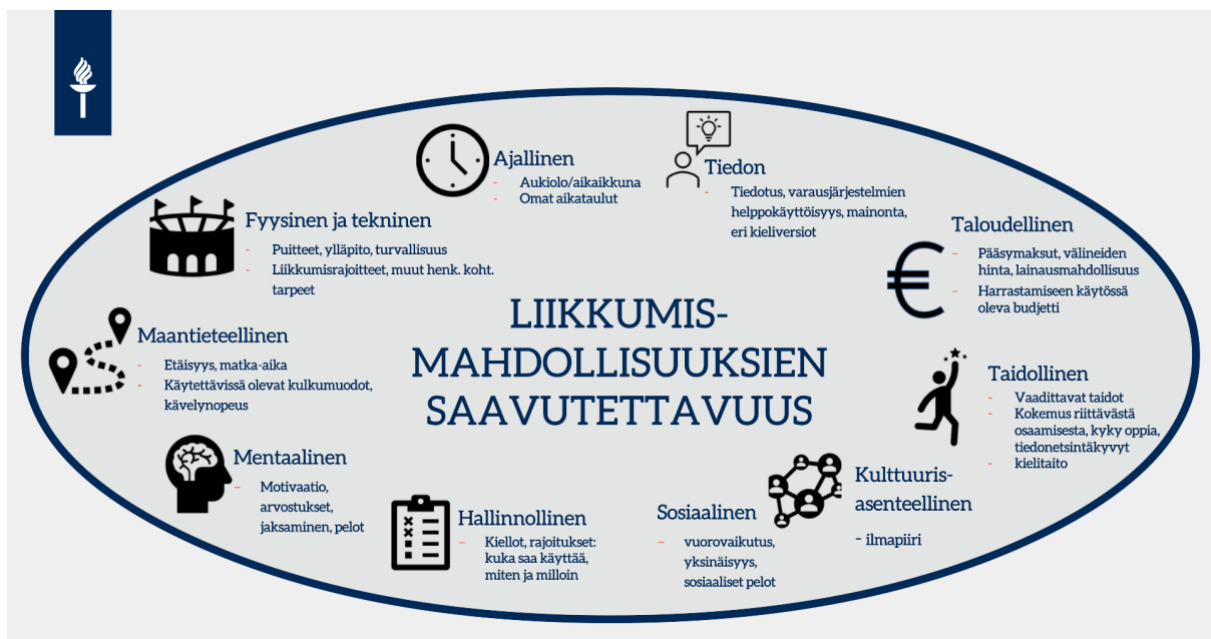 Ajallinen
- Aukiolo/aikaikkuna
- Omat aikataulut
Tiedon
- Tiedotus, varausjärjestelmien
helppokäyttöisyys, mainonta,
eri kieliversiot
Fyysinen ja tekninen
- Puitteet, ylläpito, turvallisuus
- Liikkumisrajoitteet, muut henk. koht.
tarpeet
Taloudellinen
- Pääsymaksut, välineiden
hinta, lainausmahdollisuus
- Harrastamiseen käytössä
oleva budjetti
LIIKKUMIS-
MAHDOLLISUUKSIEN
SAAVUTETTAVUUS
Maantieteellinen
- Etäisyys, matka-aika
- Käytettävissä olevat kulkumuodot,
kävelynopeus
Taidollinen
- Vaadittavat taidot
- Kokemus riittävästä
osaamisesta, kyky oppia,
tiedonetsintäkyvyt
- kielitaito
Mentaalinen
- Motivaatio,
arvostukset,
jaksaminen, pelot
Hallinnollinen
- Kiellot, rajoitukset:
kuka saa käyttää,
miten ja milloin
Sosiaalinen
- vuorovaikutus,
yksinäisyys,
sosiaaliset pelot
Kulttuuris-
asenteellinen
- ilmapiiri